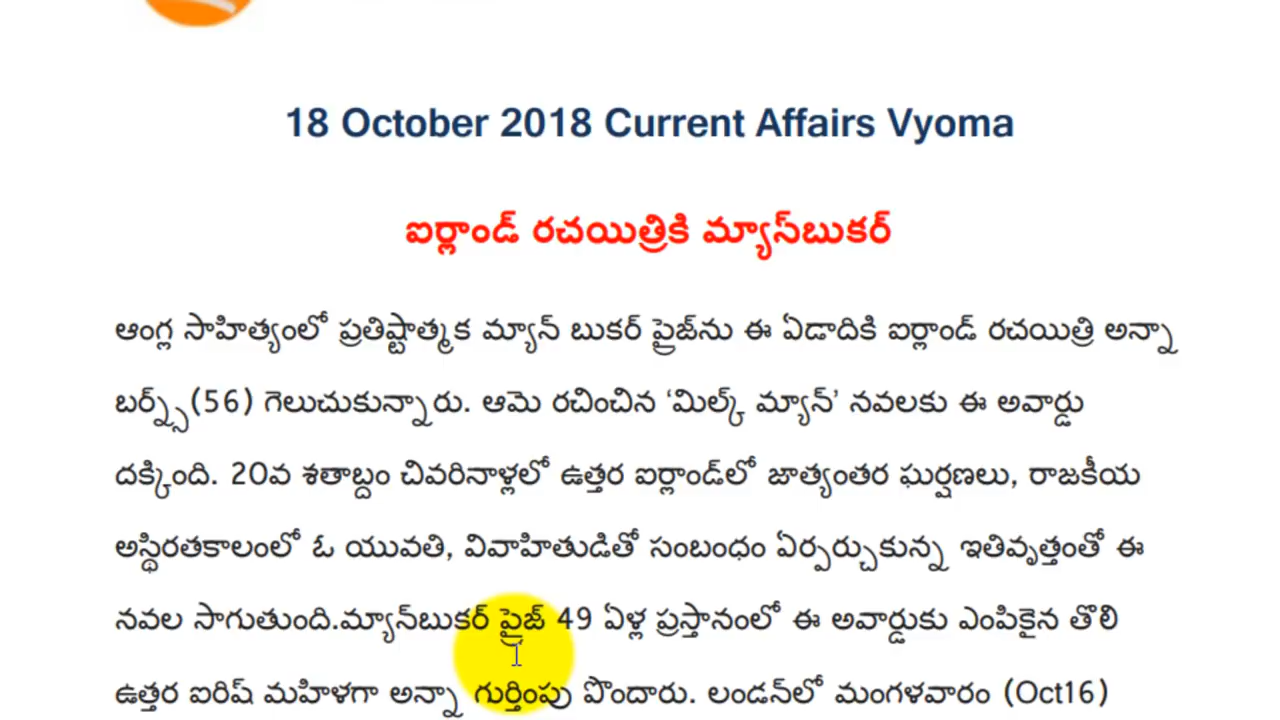 18 October 2018 Current Affairs Vyoma
ఐర్లాండ్ రచయిత్రికి మ్యాన్‌బుకర్
ఆంగ్ల సాహిత్యంలో ప్రతిష్టాత్మక మ్యాన్ బుకర్ ప్రైజ్‌ను ఈ ఏడాదికి ఐర్లాండ్ రచయిత్రి అన్నా
బర్న్స్(56) గెలుచుకున్నారు. ఆమె రచించిన ‘మిల్క్ మ్యాన్’ నవలకు ఈ అవార్డు
దక్కింది. 20వ శతాబ్దం చివరినాళ్లలో ఉత్తర ఐర్లాండ్‌లో జాత్యంతర ఘర్షణలు, రాజకీయ
అస్థిరతకాలంలో ఓ యువతి, వివాహితుడితో సంబంధం ఏర్పర్చుకున్న ఇతివృత్తంతో ఈ
నవల సాగుతుంది.మ్యాన్‌బుకర్ ప్రైజ్ 49 ఏళ్ల ప్రస్తానంలో ఈ అవార్డుకు ఎంపికైన తొలి
ఉత్తర ఐరిష్ మహిళగా అన్నా గుర్తింపు పొందారు. లండన్‌లో మంగళవారం (Oct16)